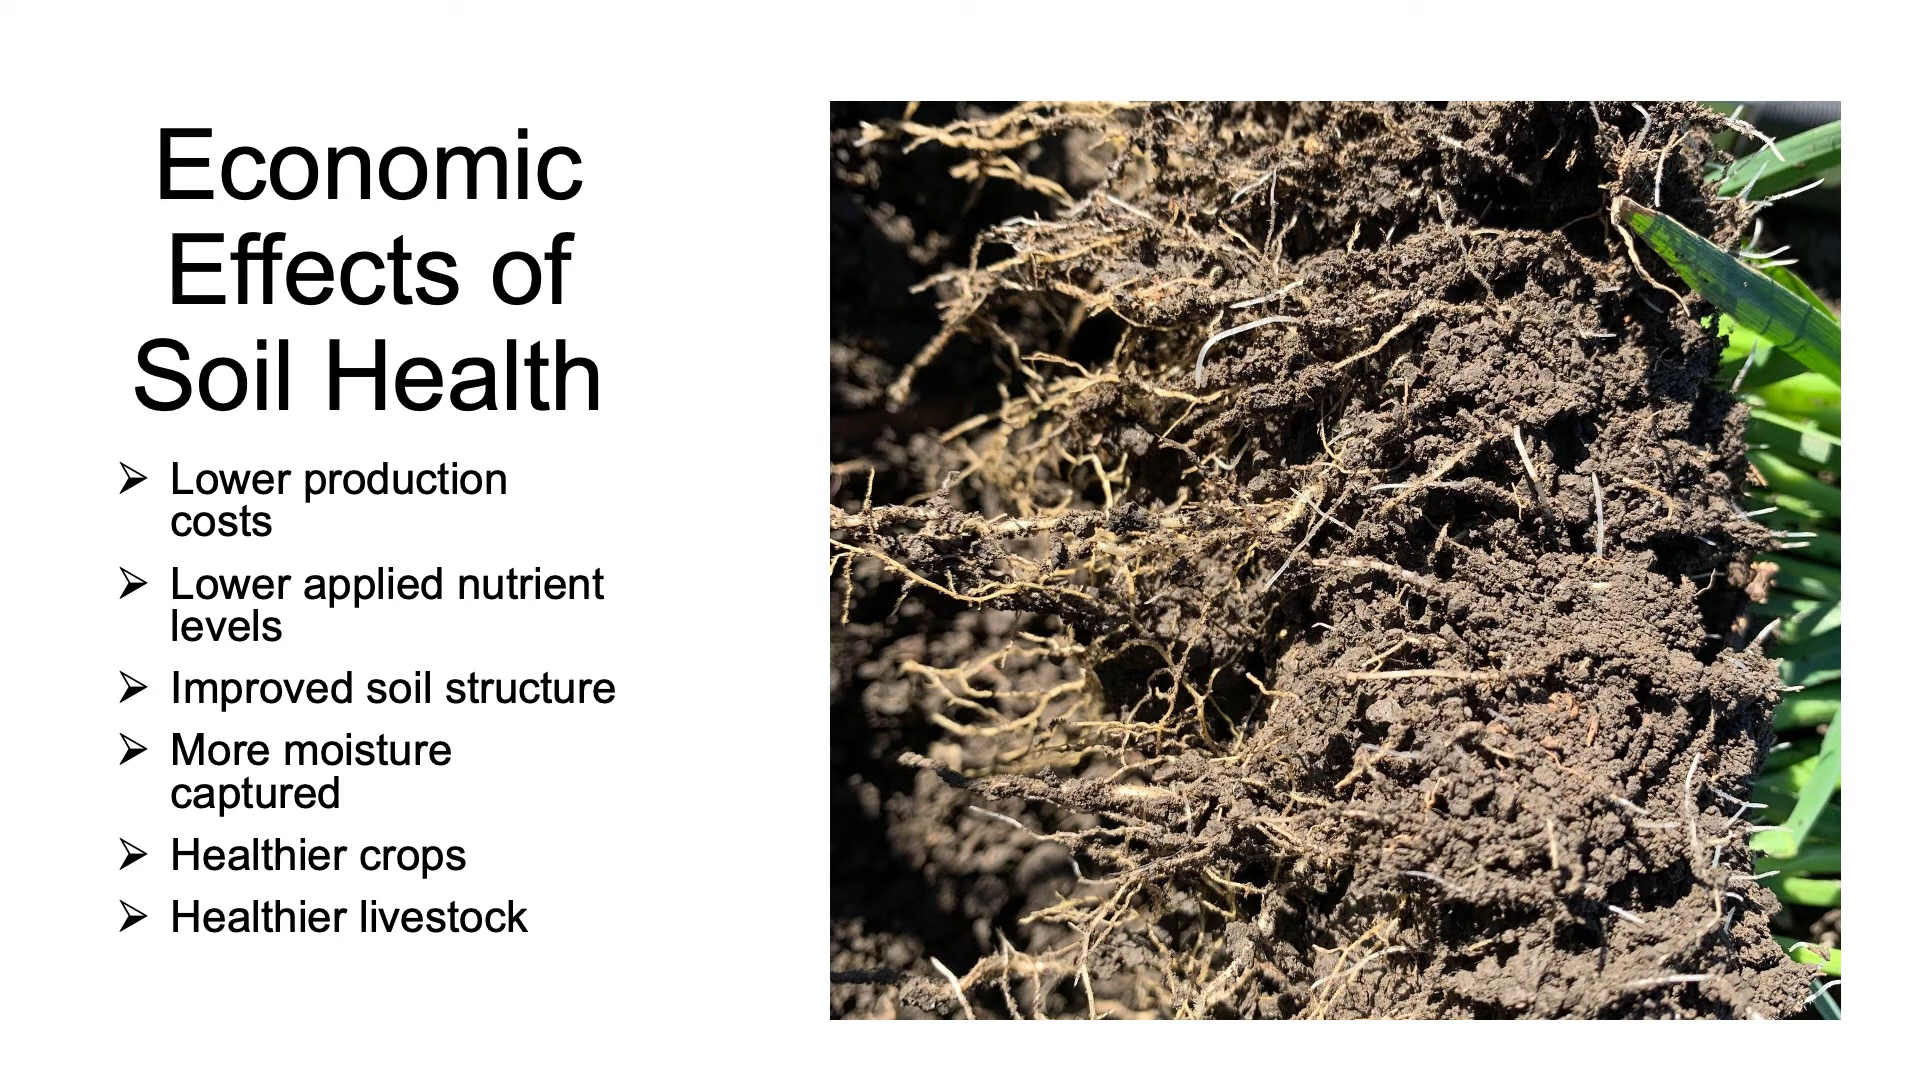 Economic
Effects of
Soil Health
➢ Lower production
costs
➢ Lower applied nutrient
levels
➢ Improved soil structure
➢ More moisture
captured
➢ Healthier crops
➢ Healthier livestock